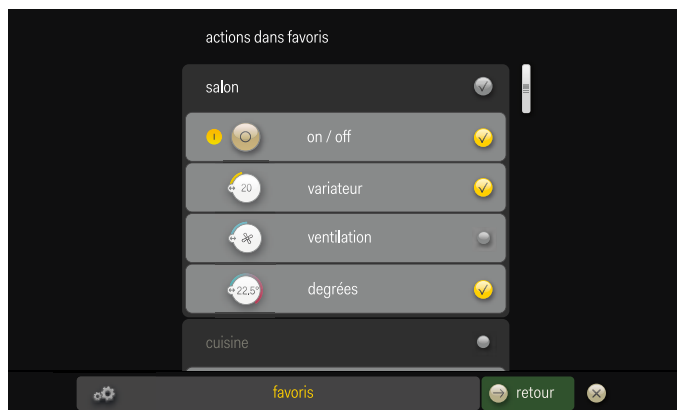 actions dans favoris
salon
on / off
20
variateur
ventilation
22,5°
degrées
cuisine
favoris
retour